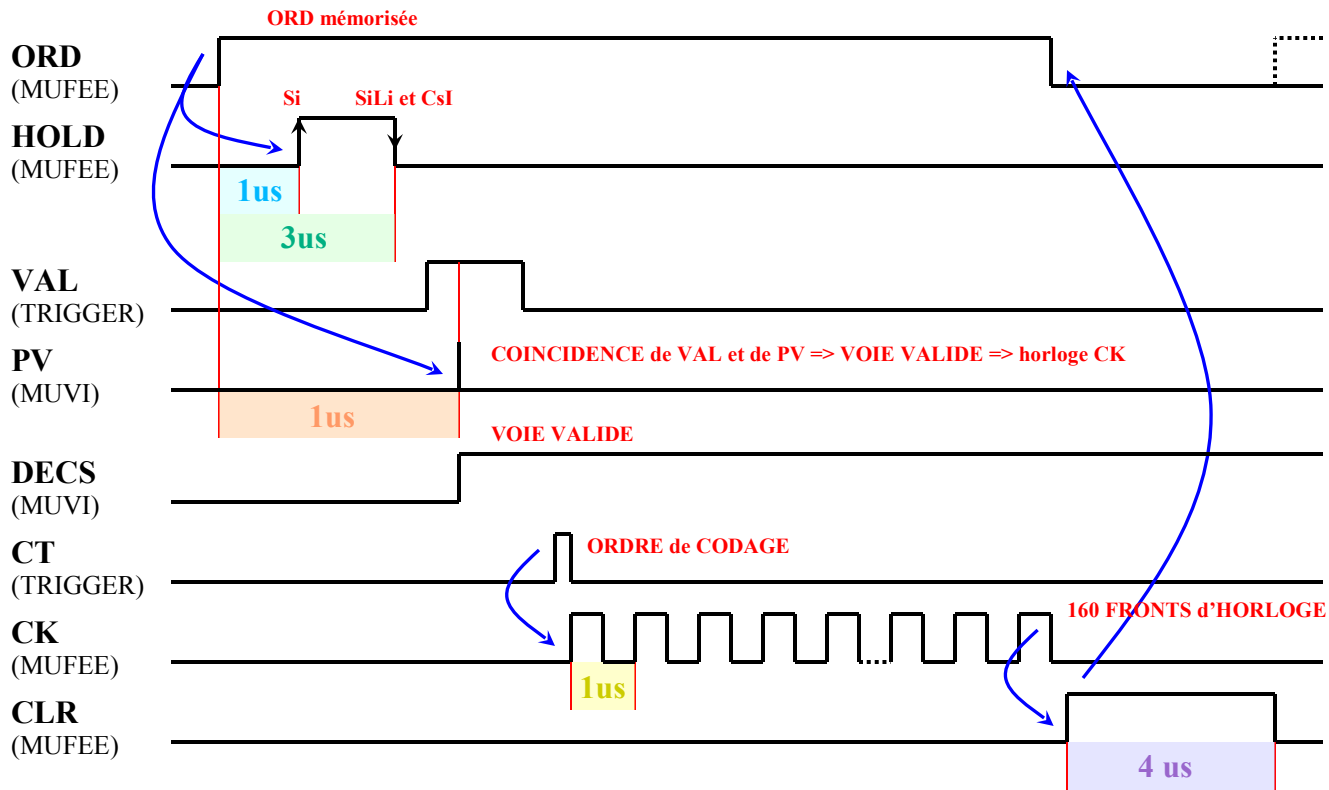 ORD mémorisée
ORD
(MUFEE)
Si
SiLi et CsI
HOLD
(MUFEE)
1us
3us
VAL
(TRIGGER)
PV
(MUVI)
COINCIDENCE de VAL et de PV => VOIE VALIDE => horloge CK
1us
VOIE VALIDE
DECS
(MUVI)
CT
(TRIGGER)
ORDRE de CODAGE
160 FRONTS d’HORLOGE
CK
(MUFEE)
1us
CLR
(MUFEE)
4 us